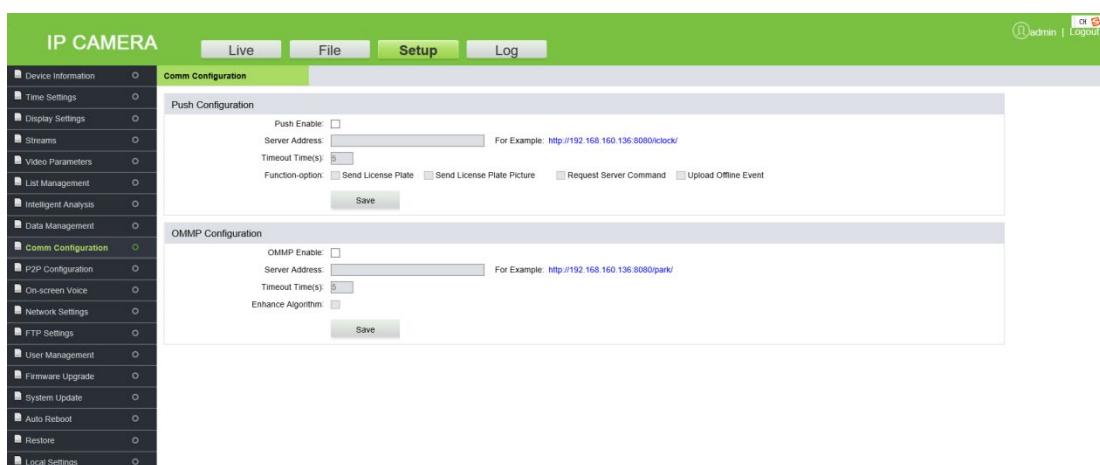 CH
IP CAMERA
Live File Setup Log
admin | Logout
Device Information
Time Settings
Display Settings
Streams
Video Parameters
List Management
Intelligent Analysis
Data Management
Comm Configuration
P2P Configuration
On-screen Voice
Network Settings
FTP Settings
User Management
Firmware Upgrade
System Update
Auto Reboot
Restore
Local Settings
Comm Configuration
Push Configuration
Push Enable:
Server Address: For Example: http://192.168.160.136:8080/iclock/
Timeout Time(s): 5
Function-option: Send License Plate Send License Plate Picture Request Server Command Upload Offline Event
Save
OMMP Configuration
OMMP Enable:
Server Address: For Example: http://192.168.160.136:8080/park/
Timeout Time(s): 5
Enhance Algorithm:
Save